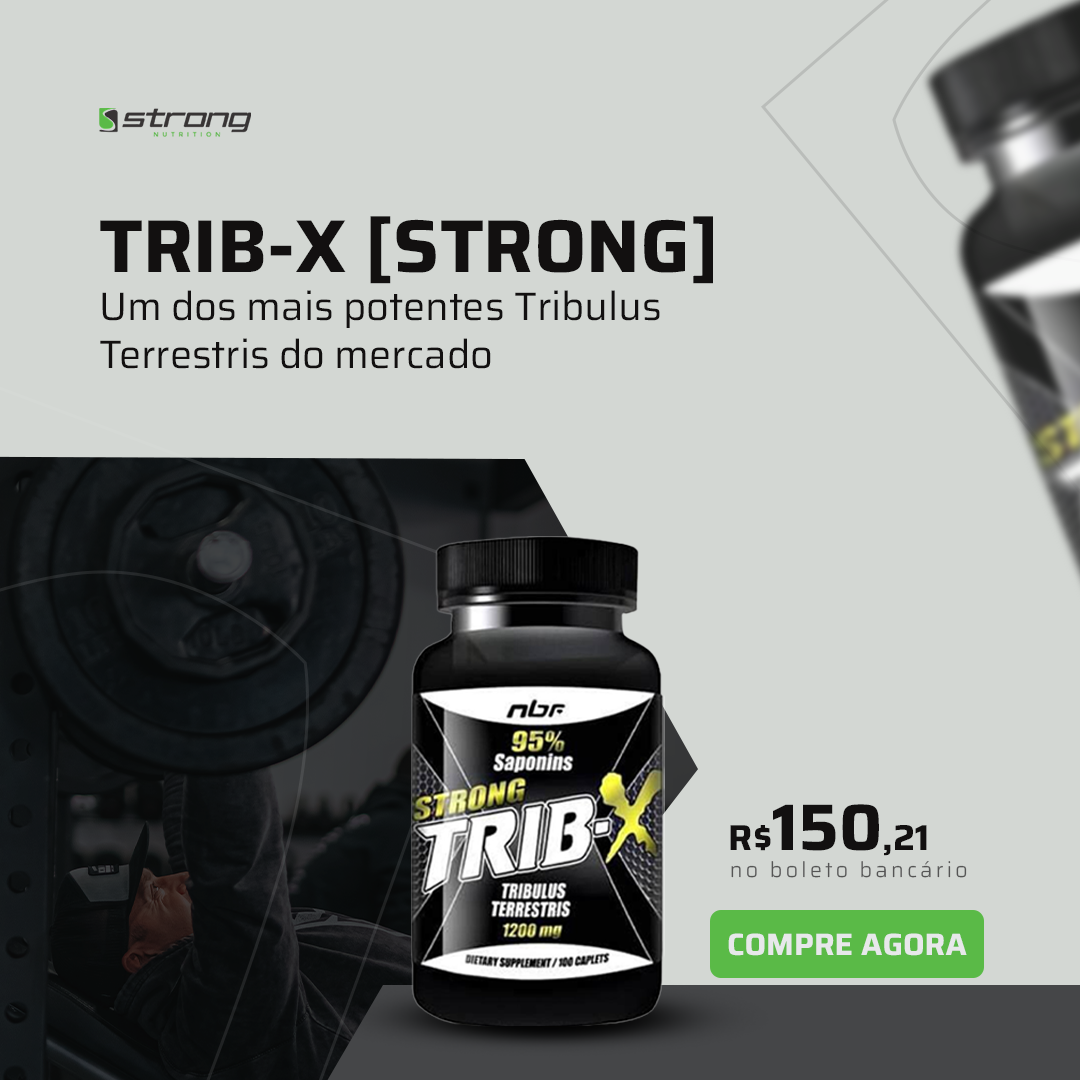 strong
NUTRITION
TRIB-X [STRONG]
Um dos mais potentes Tribulus
Terrestris do mercado
nbf
95%
Saponins
STRONG
TRIB-X
TRIBULUS
TERRESTRIS
1200 mg
DIETARY SUPPLEMENT / 100 CAPLETS
ST
R$150,21
no boleto bancário
COMPRE AGORA